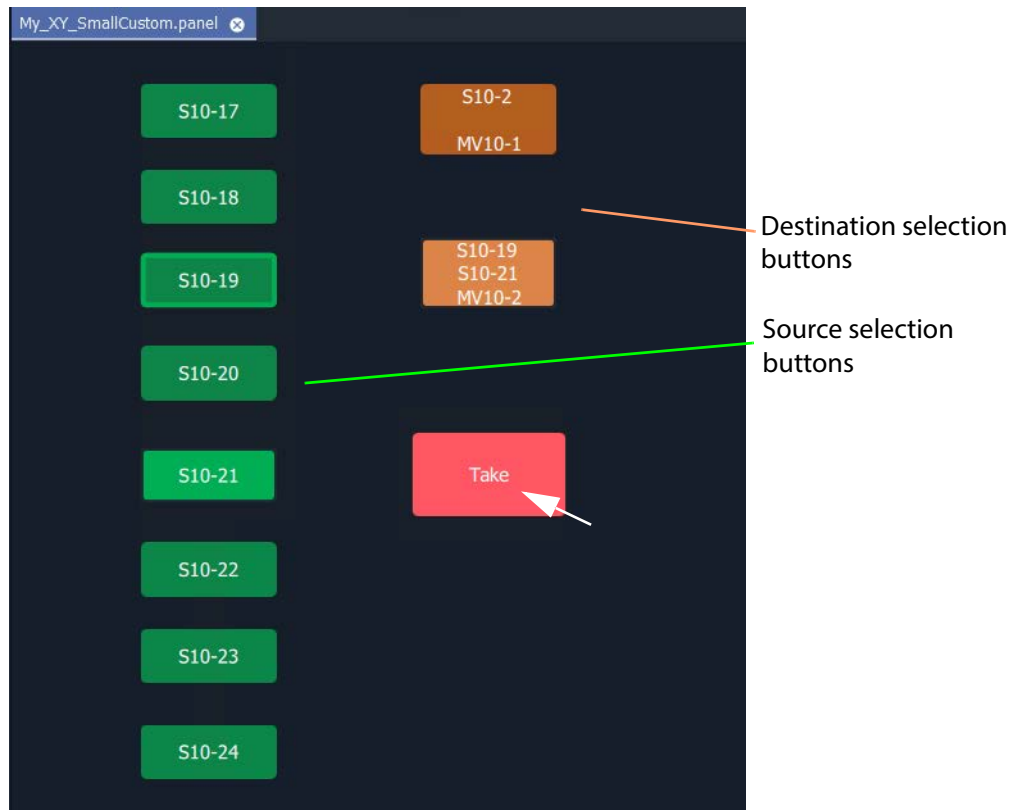 My_XY_SmallCustom.panel
S10-17
S10-18
S10-19
S10-20
S10-21
S10-22
S10-23
S10-24
S10-2
MV10-1
S10-19
S10-21
MV10-2
Take
Destination selection
buttons
Source selection
buttons